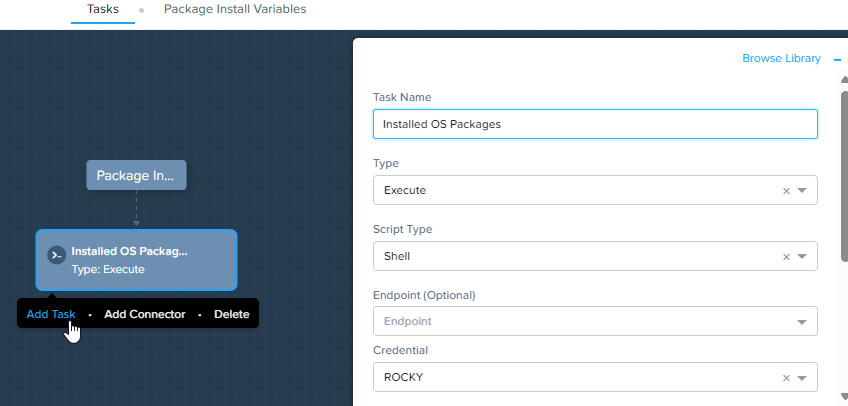 Tasks • Package Install Variables
Browse Library
Task Name
Installed OS Packages
Package In...
Type
Execute
Installed OS Packag...
Type: Execute
Script Type
Shell
Add Task • Add Connector • Delete
Endpoint (Optional)
Endpoint
Credential
ROCKY